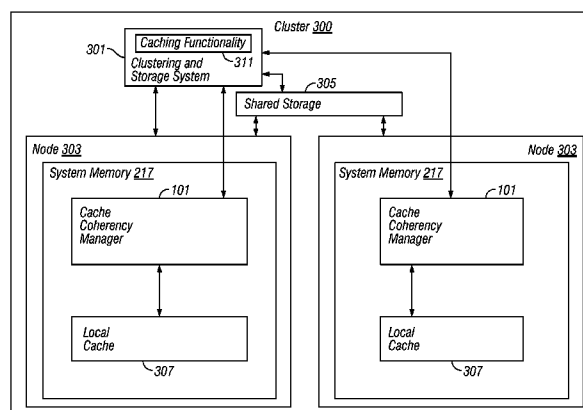 Cluster 300
Caching Functionality
301
311
Clustering and
Storage System
305
Shared Storage
Node 303
System Memory 217
101
Cache
Coherency
Manager
Local
Cache
307
Node 303
System Memory 217
101
Cache
Coherency
Manager
Local
Cache
307